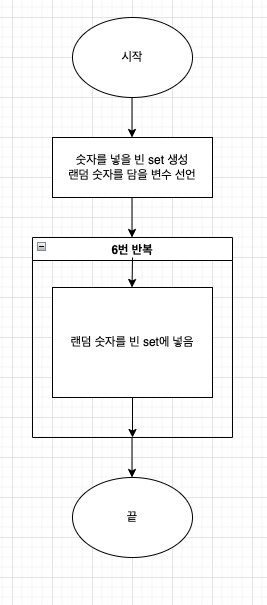 시작
숫자를 넣을 빈 set 생성
랜덤 숫자를 담을 변수 선언
6번 반복
랜덤 숫자를 빈 set에 넣음
끝